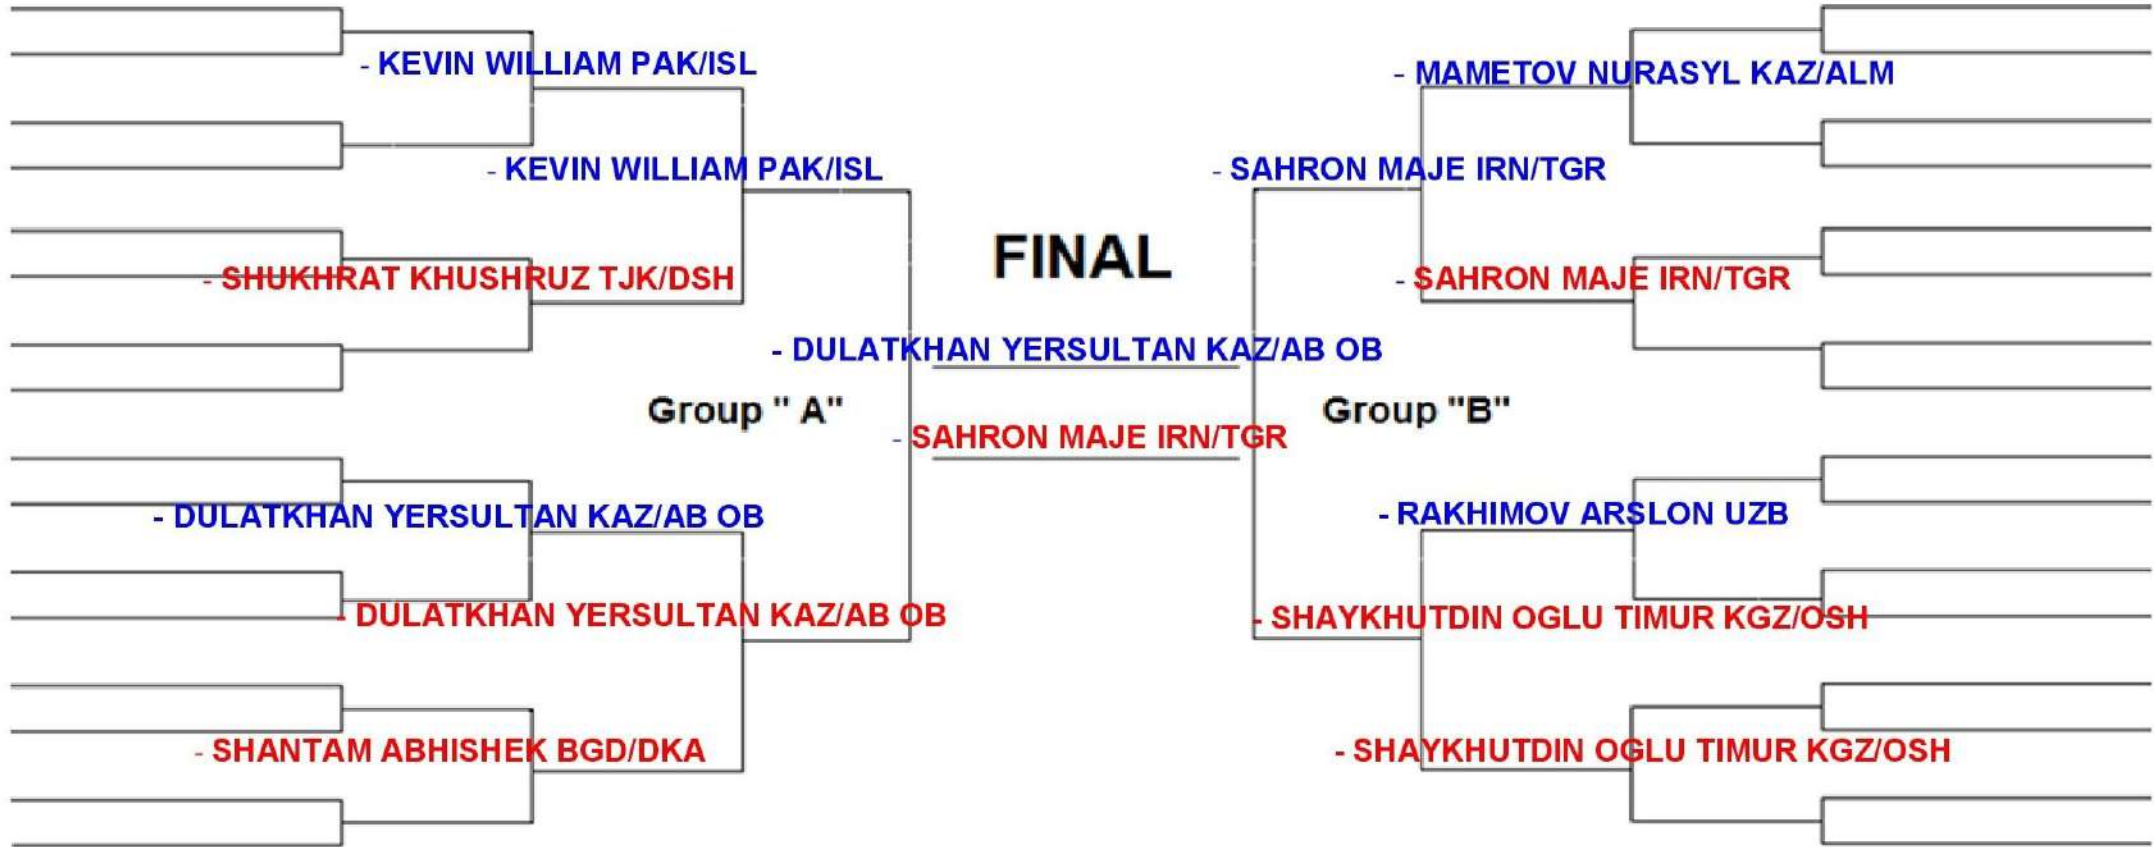 - KEVIN WILLIAM PAK/ISL
- MAMETOV NURASYL KAZ/ALM
- KEVIN WILLIAM PAK/ISL
- SAHRON MAJE IRN/TGR
FINAL
- SHUKHRAT KHUSHRUZ TJK/DSH
- SAHRON MAJE IRN/TGR
- DULATKHAN YERSULTAN KAZ/AB OB
Group " A"
Group "B"
- SAHRON MAJE IRN/TGR
- DULATKHAN YERSULTAN KAZ/AB OB
- RAKHIMOV ARSLON UZB
- DULATKHAN YERSULTAN KAZ/AB OB
- SHAYKHUTDIN OGLU TIMUR KGZ/OSH
- SHANTAM ABHISHEK BGD/DKA
- SHAYKHUTDIN OGLU TIMUR KGZ/OSH